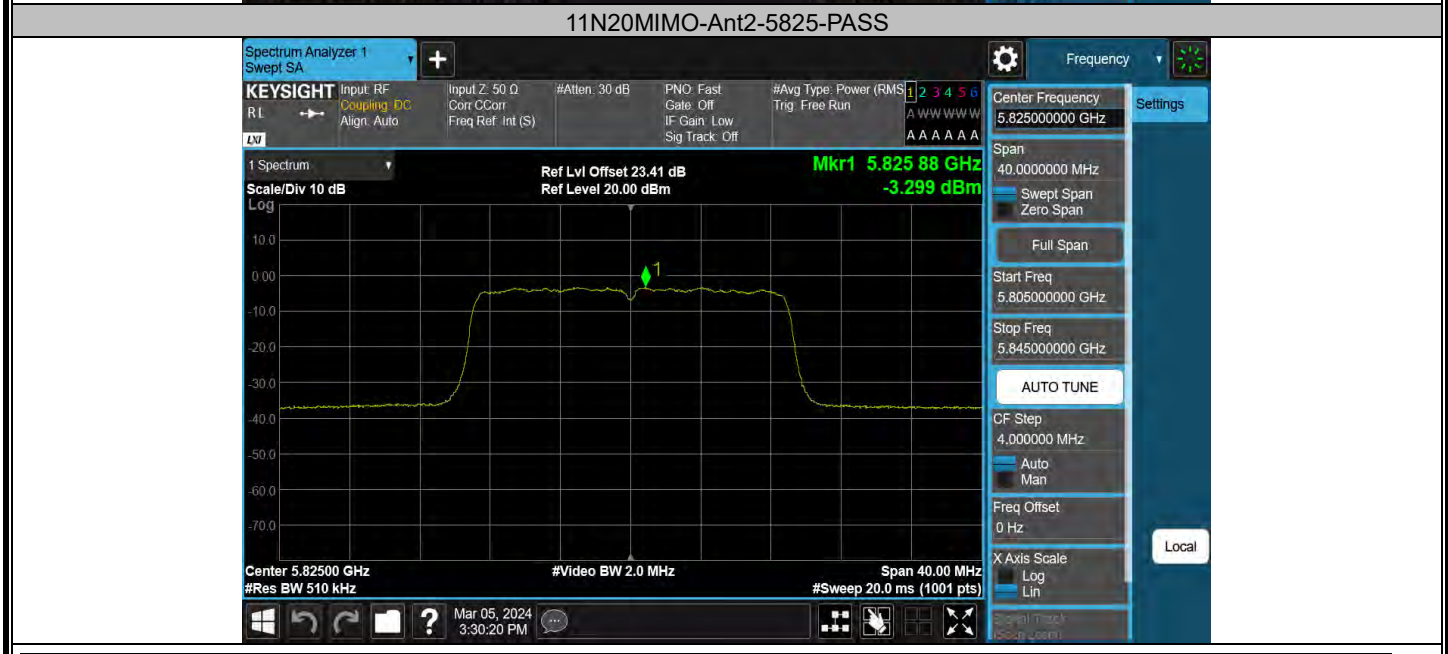 11N20MIMO-Ant2-5825-PASS
Spectrum Analyzer 1
Swept SA
+
Frequency
KEYSIGHT
R L
LXI
Input: RF
Coupling: DC
Align: Auto
Input Z: 50 Ω
Corr CCorr
Freq Ref: Int (S)
#Atten: 30 dB
PNO: Fast
Gate: Off
IF Gain: Low
Sig Track: Off
#Avg Type: Power (RMS
Trig: Free Run
1 2 3 4 5 6
A W W W W W
A A A A A A
1 Spectrum
Scale/Div 10 dB
Log
Ref Lvl Offset 23.41 dB
Ref Level 20.00 dBm
Mkr1 5.825 88 GHz
-3.299 dBm
1
10.0
0.00
-10.0
-20.0
-30.0
-40.0
-50.0
-60.0
-70.0
Center 5.82500 GHz
#Res BW 510 kHz
#Video BW 2.0 MHz
Span 40.00 MHz
#Sweep 20.0 ms (1001 pts)
Center Frequency
5.825000000 GHz
Settings
Span
40.0000000 MHz
Swept Span
Zero Span
Full Span
Start Freq
5.805000000 GHz
Stop Freq
5.845000000 GHz
AUTO TUNE
CF Step
4.000000 MHz
Auto
Man
Freq Offset
0 Hz
X Axis Scale
Log
Lin
Signal Track
(Span Zoom)
Local
?
Mar 05, 2024
3:30:20 PM